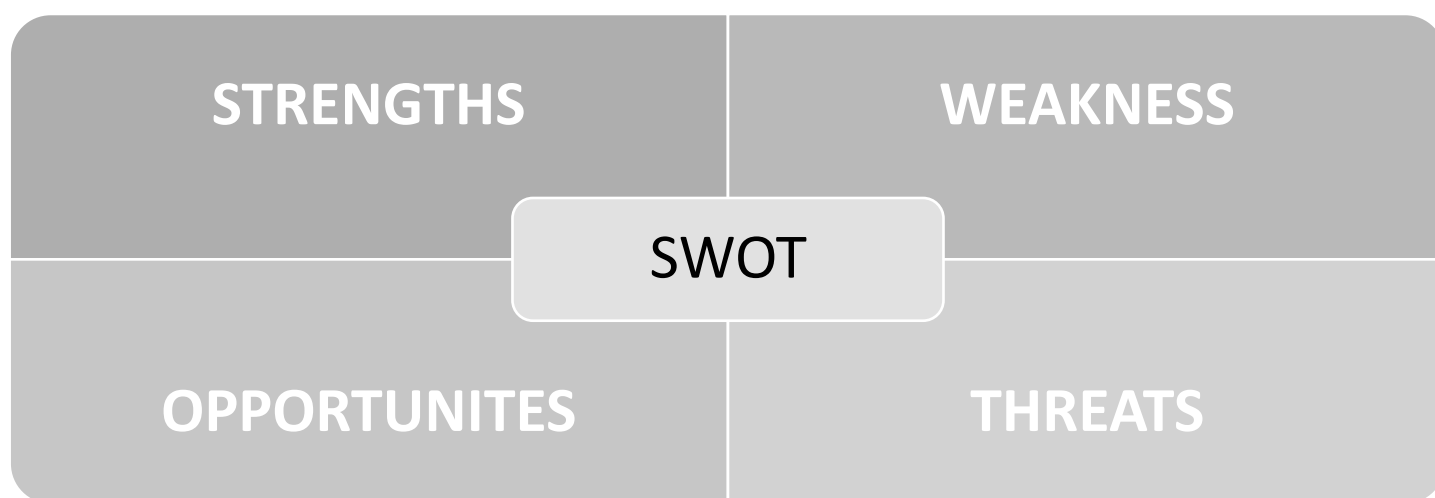 STRENGTHS
WEAKNESS
SWOT
OPPORTUNITES
THREATS